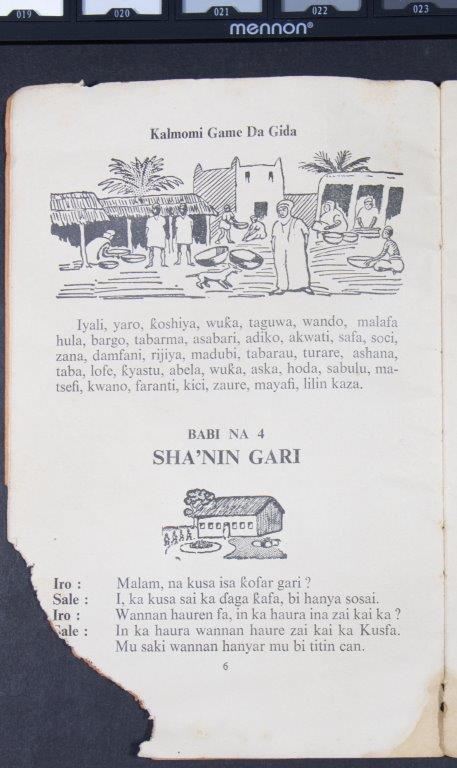 019 020 021 022 023
mennon®
Kalmomi Game Da Gida
Iyali, yaro, ƙoshiya, wuƙa, taguwa, wando, malafa
hula, bargo, tabarma, asabari, adiko, akwati, safa, soci,
zana, damfani, rijiya, madubi, tabarau, turare, ashana,
taba, lofe, ƙyastu, abela, wuƙa, aska, hoda, sabulu, ma-
tsefi, kwano, faranti, kici, zaure, mayafi, lilin kaza.
BABI NA 4
SHA'NIN GARI
Iro : Malam, na kusa isa ƙofar gari ?
Sale : I, ka kusa sai ka ɗaga ƙafa, bi hanya sosai.
Iro : Wannan hauren fa, in ka haura ina zai kai ka ?
Sale : In ka haura wannan haure zai kai ka Kusfa.
Mu saki wannan hanyar mu bi titin can.
6